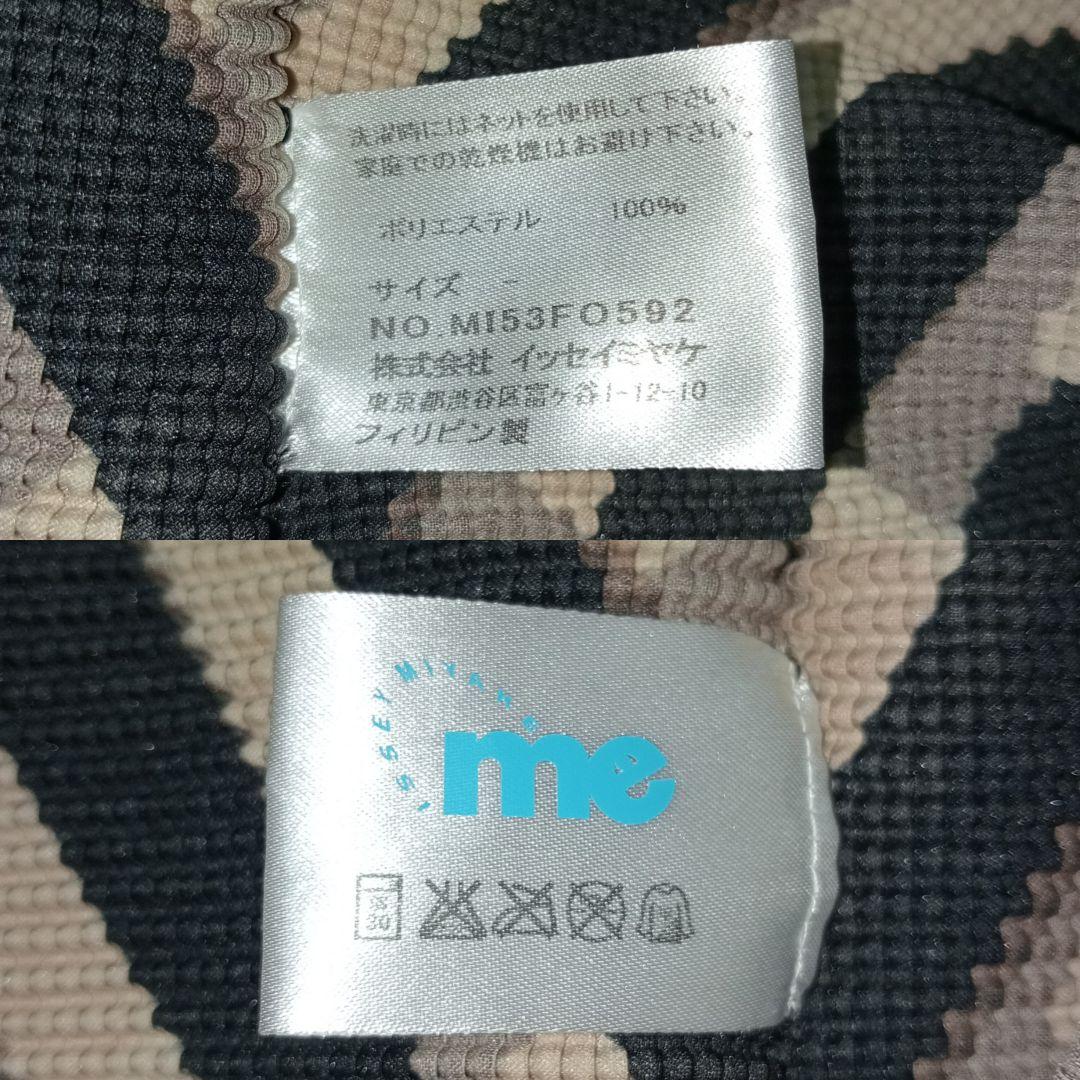 洗濯時にはネットを使用して下さい。
家庭での乾燥機はお避け下さい。
ポリエステル 100%
サイズ -
NO.MI53FO592
株式会社 イッセイミヤケ
東京都渋谷区富ヶ谷1-12-10
フィリピン製
ISSEY MIYAKE
me
30